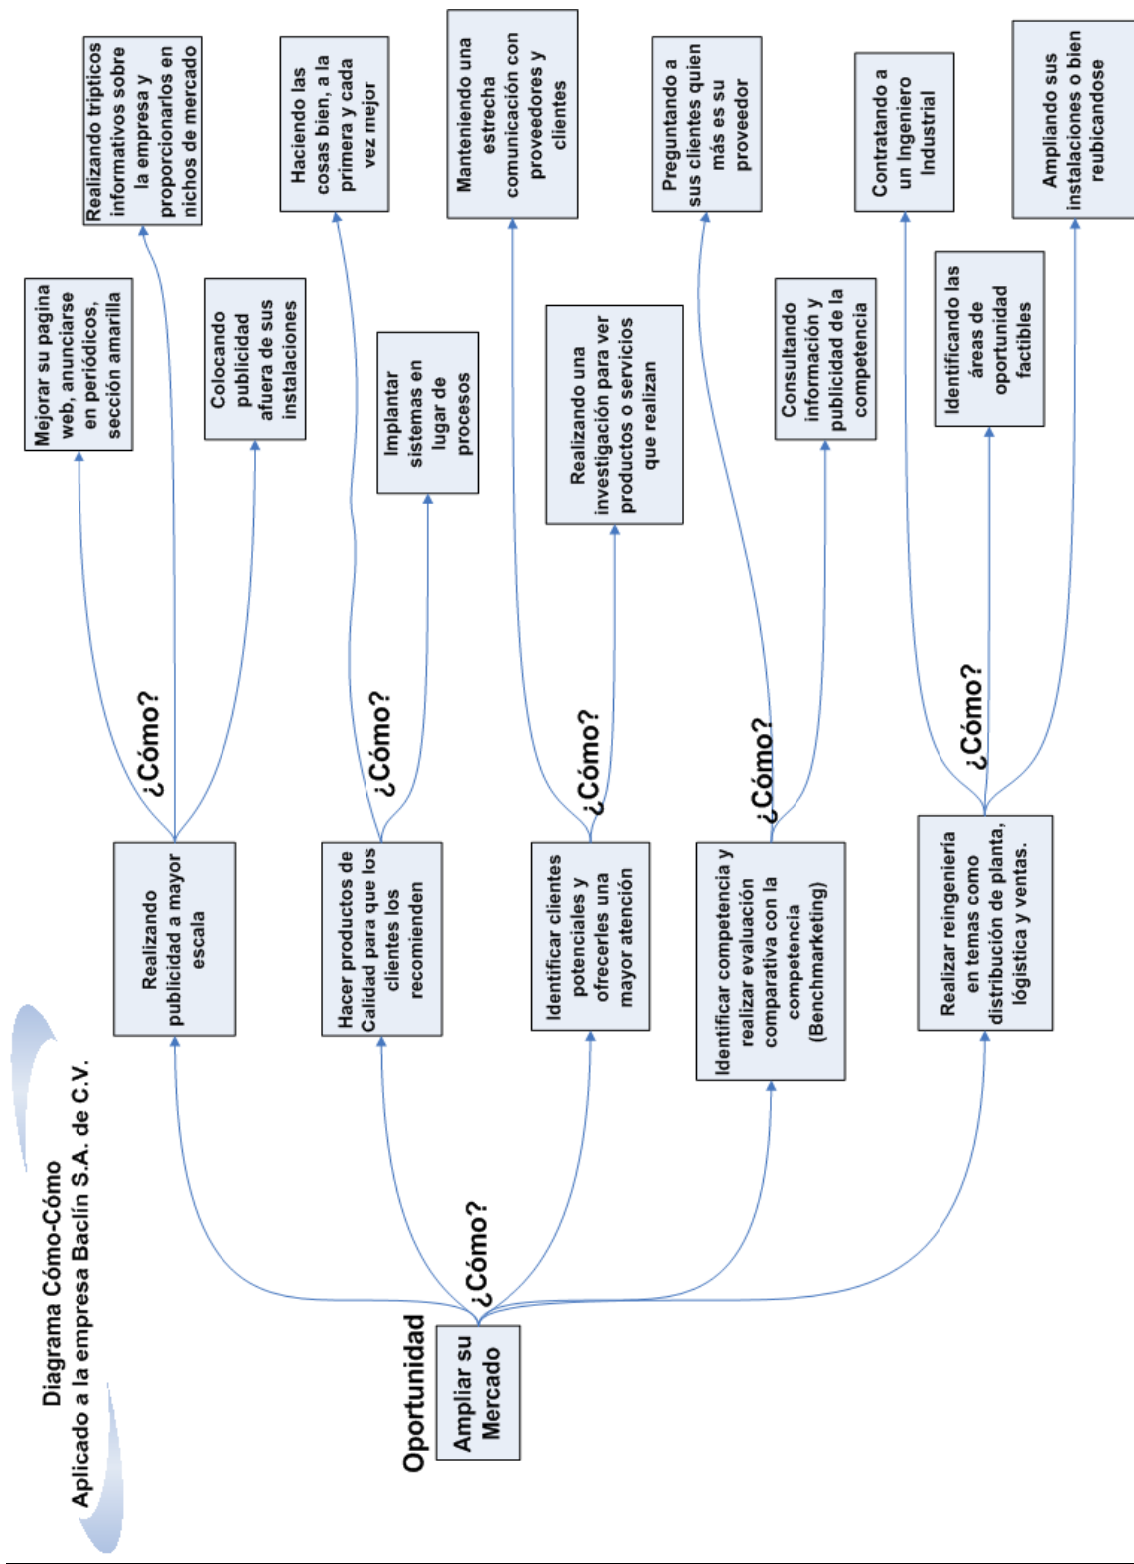 Diagrama Cómo-Cómo
Aplicado a la empresa Baclín S.A. de C.V.
Oportunidad
Ampliar su
Mercado
¿Cómo?
Realizando
publicidad a mayor
escala
¿Cómo?
Mejorar su pagina
web, anunciarse
en periódicos,
sección amarilla
Realizando tripticos
informativos sobre
la empresa y
proporcionarlos en
nichos de mercado
Colocando
publicidad
afuera de sus
instalaciones
Hacer productos de
Calidad para que los
clientes los
recomienden
¿Cómo?
Haciendo las
cosas bien, a la
primera y cada
vez mejor
Implantar
sistemas en
lugar de
procesos
Identificar clientes
potenciales y
ofrecerles una
mayor atención
¿Cómo?
Manteniendo una
estrecha
comunicación con
proveedores y
clientes
Realizando una
investigación para ver
productos o servicios
que realizan
Identificar competencia y
realizar evaluación
comparativa con la
competencia
(Benchmarketing)
¿Cómo?
Preguntando a
sus clientes quien
más es su
proveedor
Consultando
información y
publicidad de la
competencia
Realizar reingeniería
en temas como
distribución de planta,
lógistica y ventas.
¿Cómo?
Contratando a
un Ingeniero
Industrial
Identificando las
áreas de
oportunidad
factibles
Ampliando sus
instalaciones o bien
reubicandose